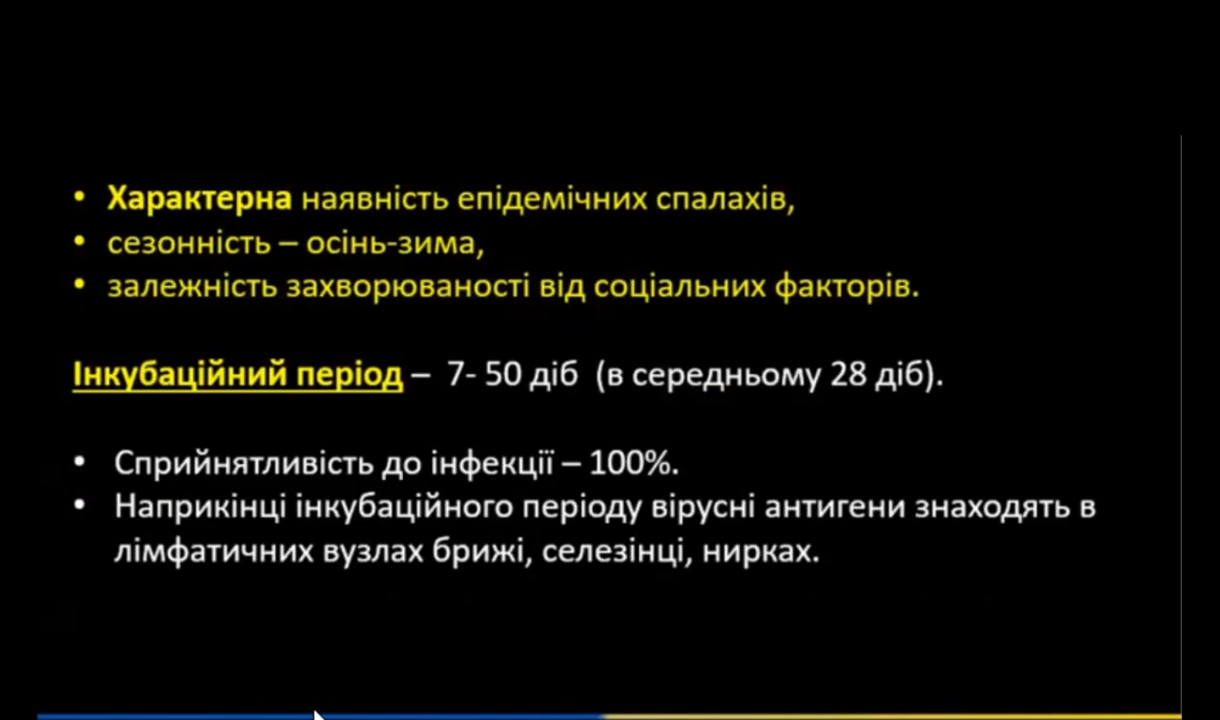 • Характерна наявність епідемічних спалахів,
• сезонність – осінь-зима,
• залежність захворюваності від соціальних факторів.
Інкубаційний період – 7- 50 діб (в середньому 28 діб).
• Сприйнятливість до інфекції – 100%.
• Наприкінці інкубаційного періоду вірусні антигени знаходять в
лімфатичних вузлах брижі, селезінці, нирках.